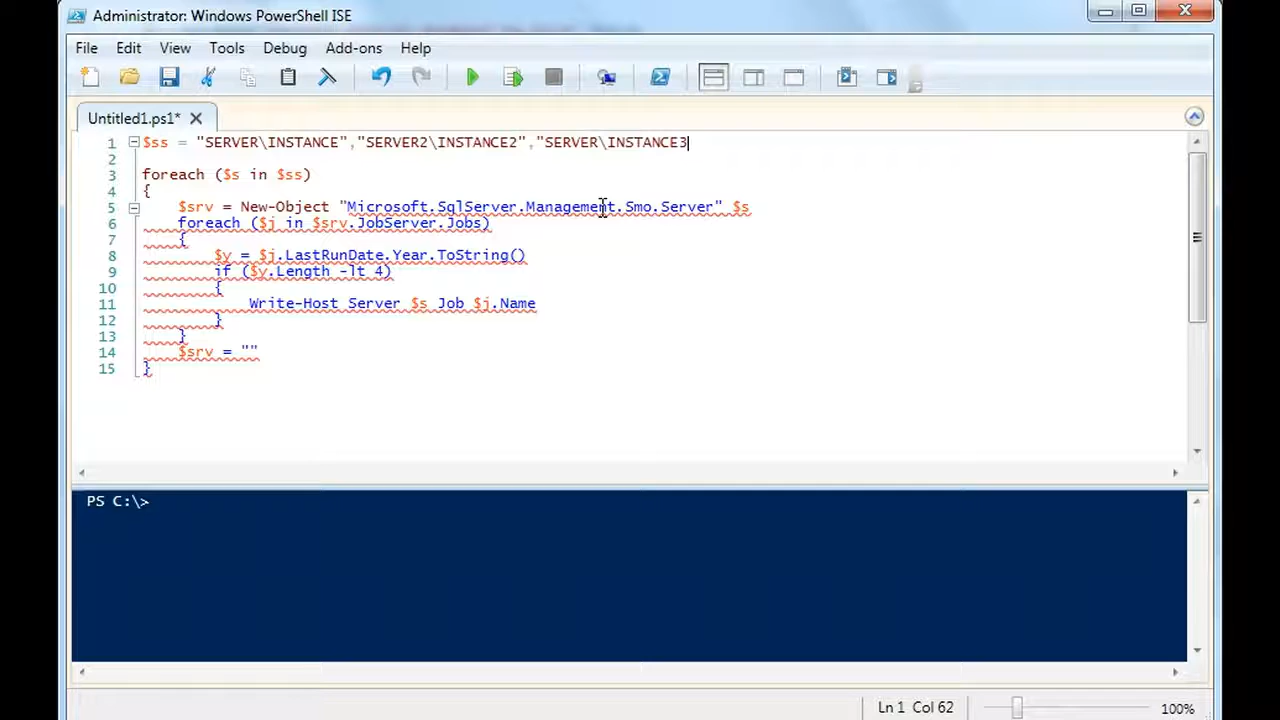 Administrator: Windows PowerShell ISE
File Edit View Tools Debug Add-ons Help
Untitled1.ps1*
1 $ss = "SERVER\INSTANCE","SERVER2\INSTANCE2","SERVER\INSTANCE3
2
3 foreach ($s in $ss)
4 {
5 $srv = New-Object "Microsoft.SqlServer.Management.Smo.Server" $s
6 foreach ($j in $srv.JobServer.Jobs)
7 {
8 $y = $j.LastRunDate.Year.ToString()
9 if ($y.Length -lt 4)
10 {
11 Write-Host Server $s Job $j.Name
12 }
13 }
14 $srv = ""
15 }
PS C:\>
Ln 1 Col 62 100%